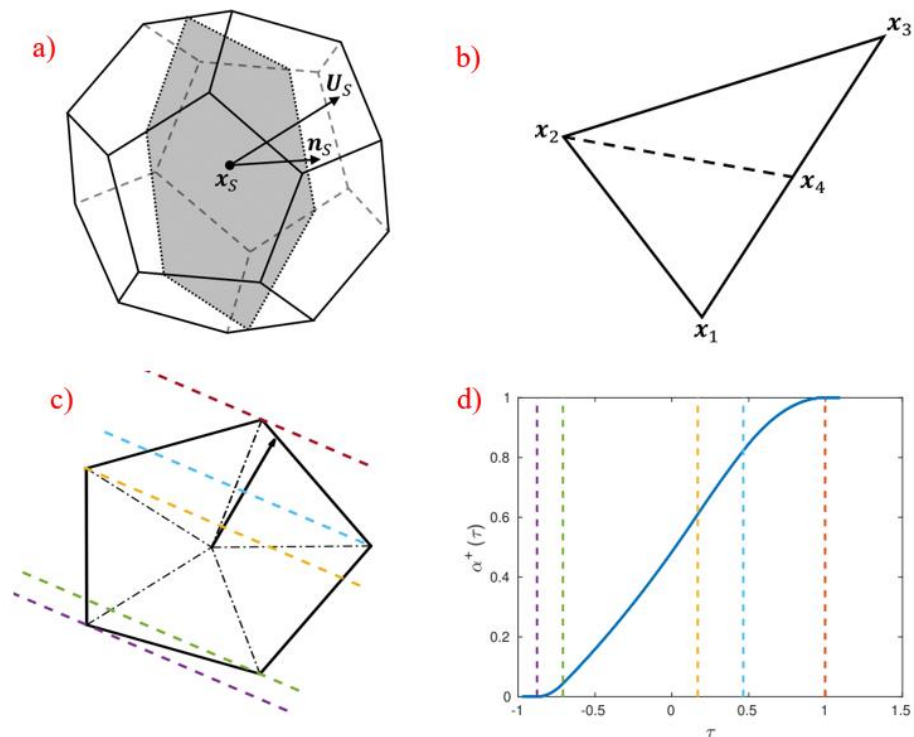 a)
U_S
n_S
x_S
b)
x_3
x_2
x_4
x_1
c)
d)
1
0.8
0.6
0.4
0.2
0
α⁺(τ)
-1
-0.5
0
0.5
1
1.5
τ